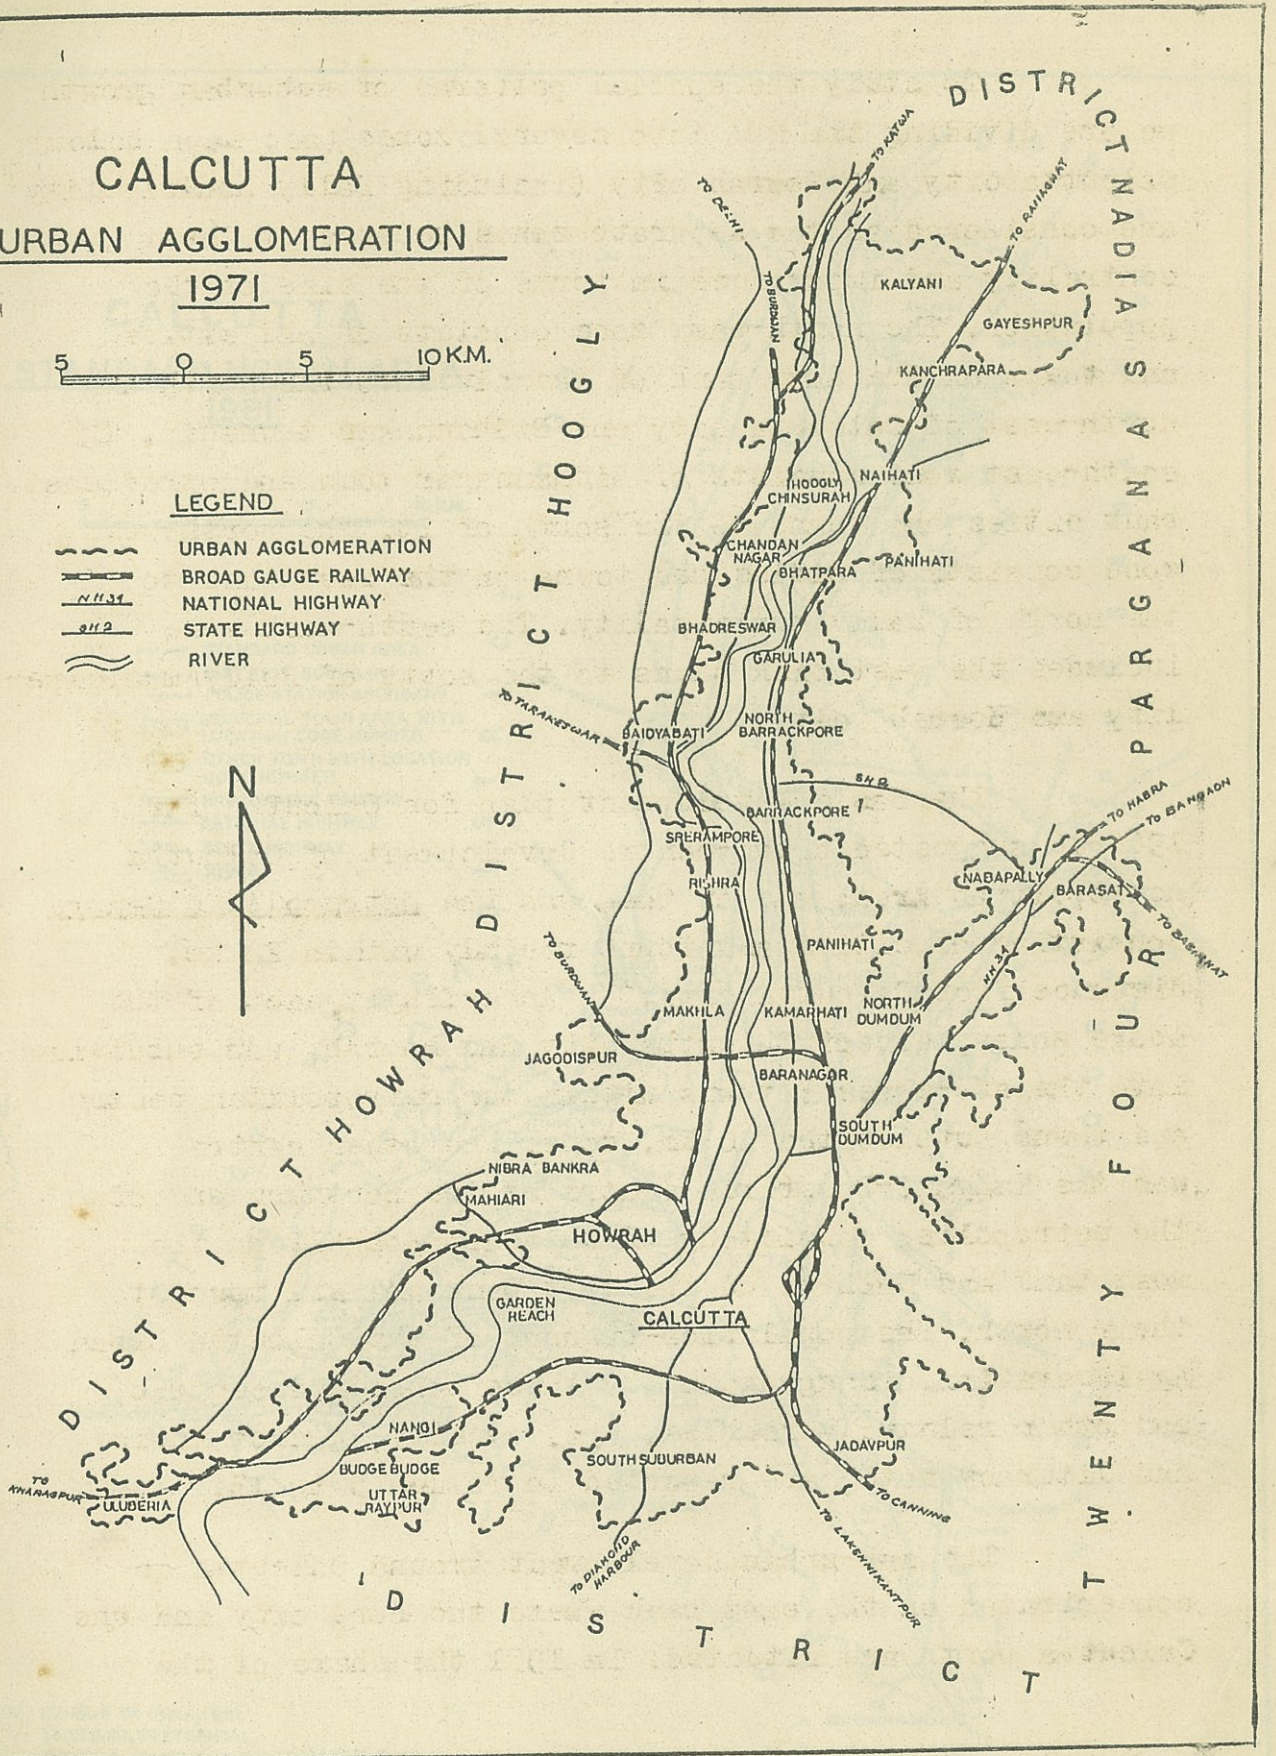 CALCUTTA
URBAN AGGLOMERATION
1971
5 0 5 10 K.M.
LEGEND
URBAN AGGLOMERATION
BROAD GAUGE RAILWAY
NH34 NATIONAL HIGHWAY
SH2 STATE HIGHWAY
RIVER
N
DISTRICT NADIA
DISTRICT HOOGLY
DISTRICT HOWRAH
DISTRICT TWENTY FOUR PARGANAS
TO KATWA
TO DELHI
TO RANAGHAT
TO BURDWAN
KALYANI
GAYESHPUR
KANCHRAPARA
NAIHATI
HOOGLY
CHINSURAH
CHANDAN
NAGAR
PANIHATI
BHATPARA
BHADRESWAR
GARULIA
TO TARAKESWAR
BAIDYABATI
NORTH
BARRACKPORE
SH2
BARRACKPORE
TO HABRA
TO BANGAON
SRERAMPORE
RISHRA
NABAPALLY
BARASAT
TO BASIRHAT
PANIHATI
NH 34
TO BURDWAN
MAKHLA
KAMARHATI
NORTH
DUMDUM
JAGODISPUR
BARANAGOR
SOUTH
DUMDUM
NIBRA BANKRA
MAHIARI
HOWRAH
GARDEN
REACH
CALCUTTA
NANGI
JADAVPUR
BUDGE BUDGE
SOUTH SUBURBAN
UTTAR
RAYPUR
TO
KHARAGPUR
ULUBERIA
TO CANNING
TO DIAMOND
HARBOUR
TO LAKSHNIKANTPUR